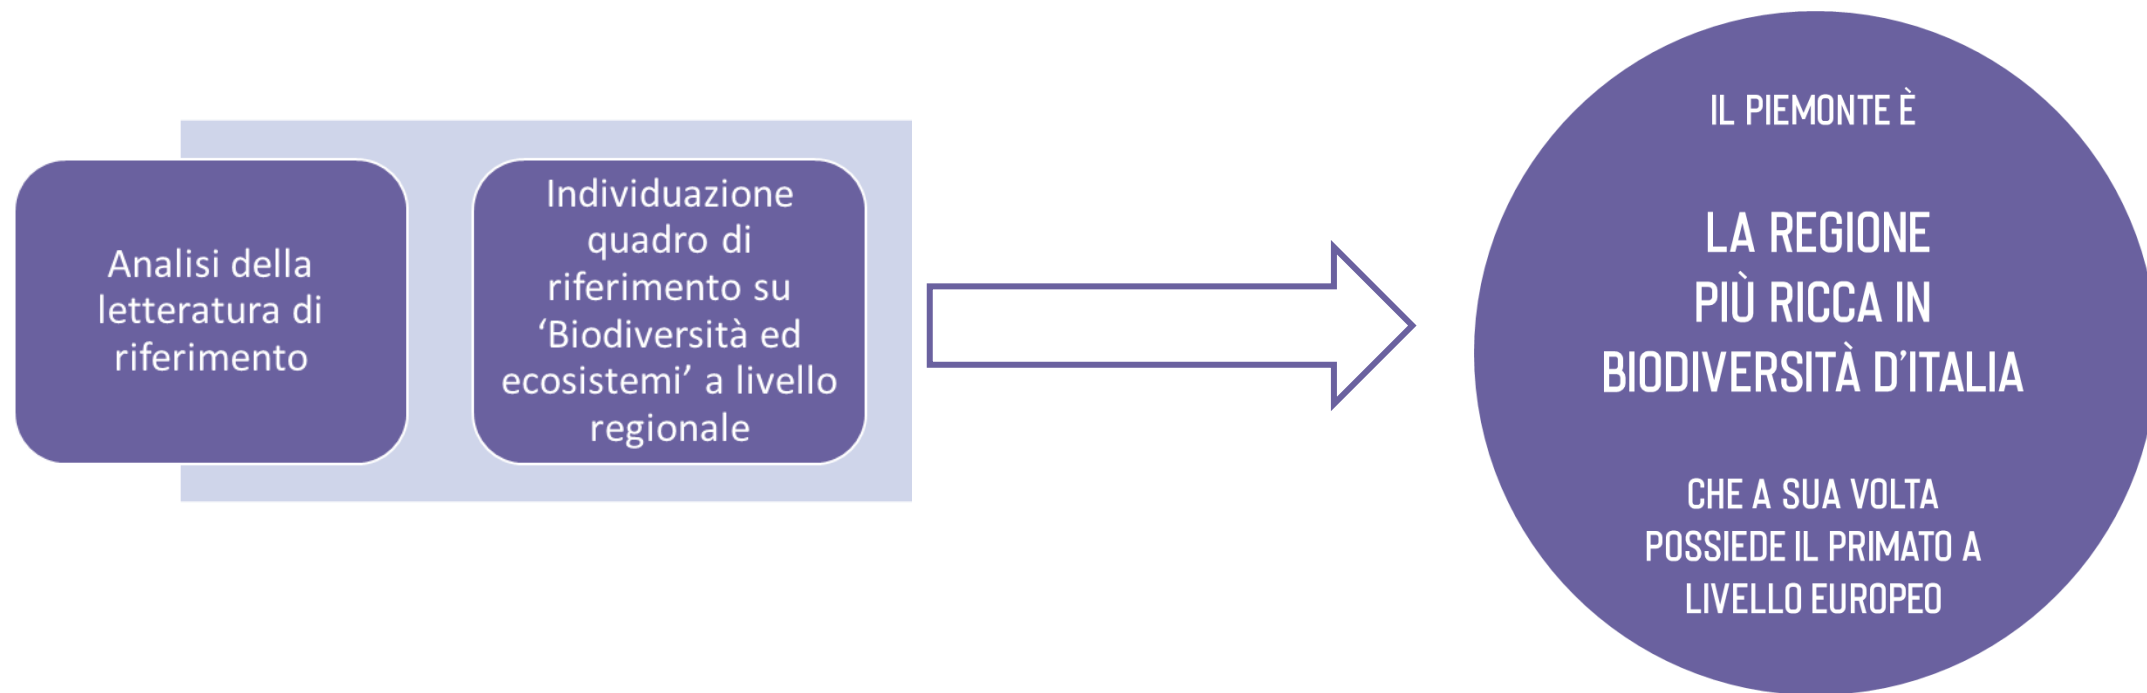 Analisi della
letteratura di
riferimento
Individuazione
quadro di
riferimento su
‘Biodiversità ed
ecosistemi’ a livello
regionale
IL PIEMONTE È
LA REGIONE
PIÙ RICCA IN
BIODIVERSITÀ D’ITALIA
CHE A SUA VOLTA
POSSIEDE IL PRIMATO A
LIVELLO EUROPEO